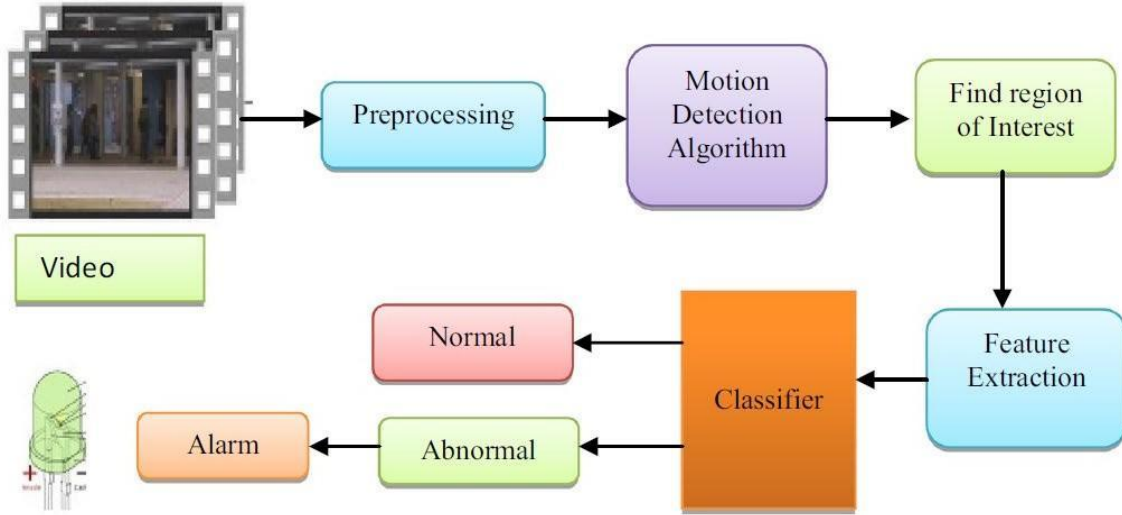 Preprocessing
Motion
Detection
Algorithm
Find region
of Interest
Video
Normal
Classifier
Feature
Extraction
Alarm
Abnormal
+
-